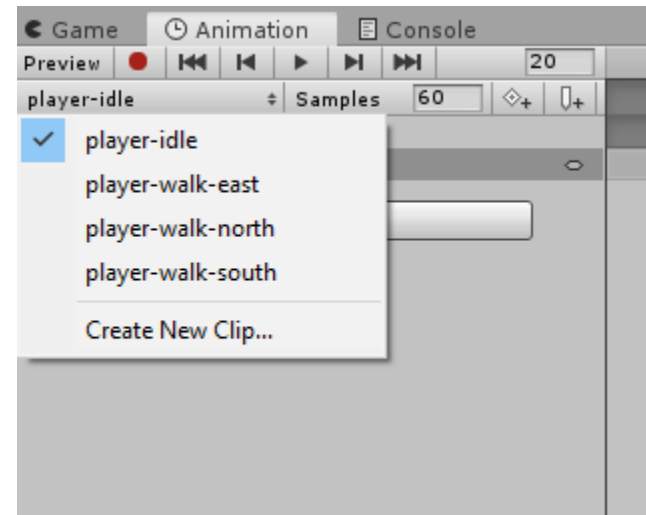 Game Animation Console
Preview 20
player-idle Samples 60
player-idle
player-walk-east
player-walk-north
player-walk-south
Create New Clip...